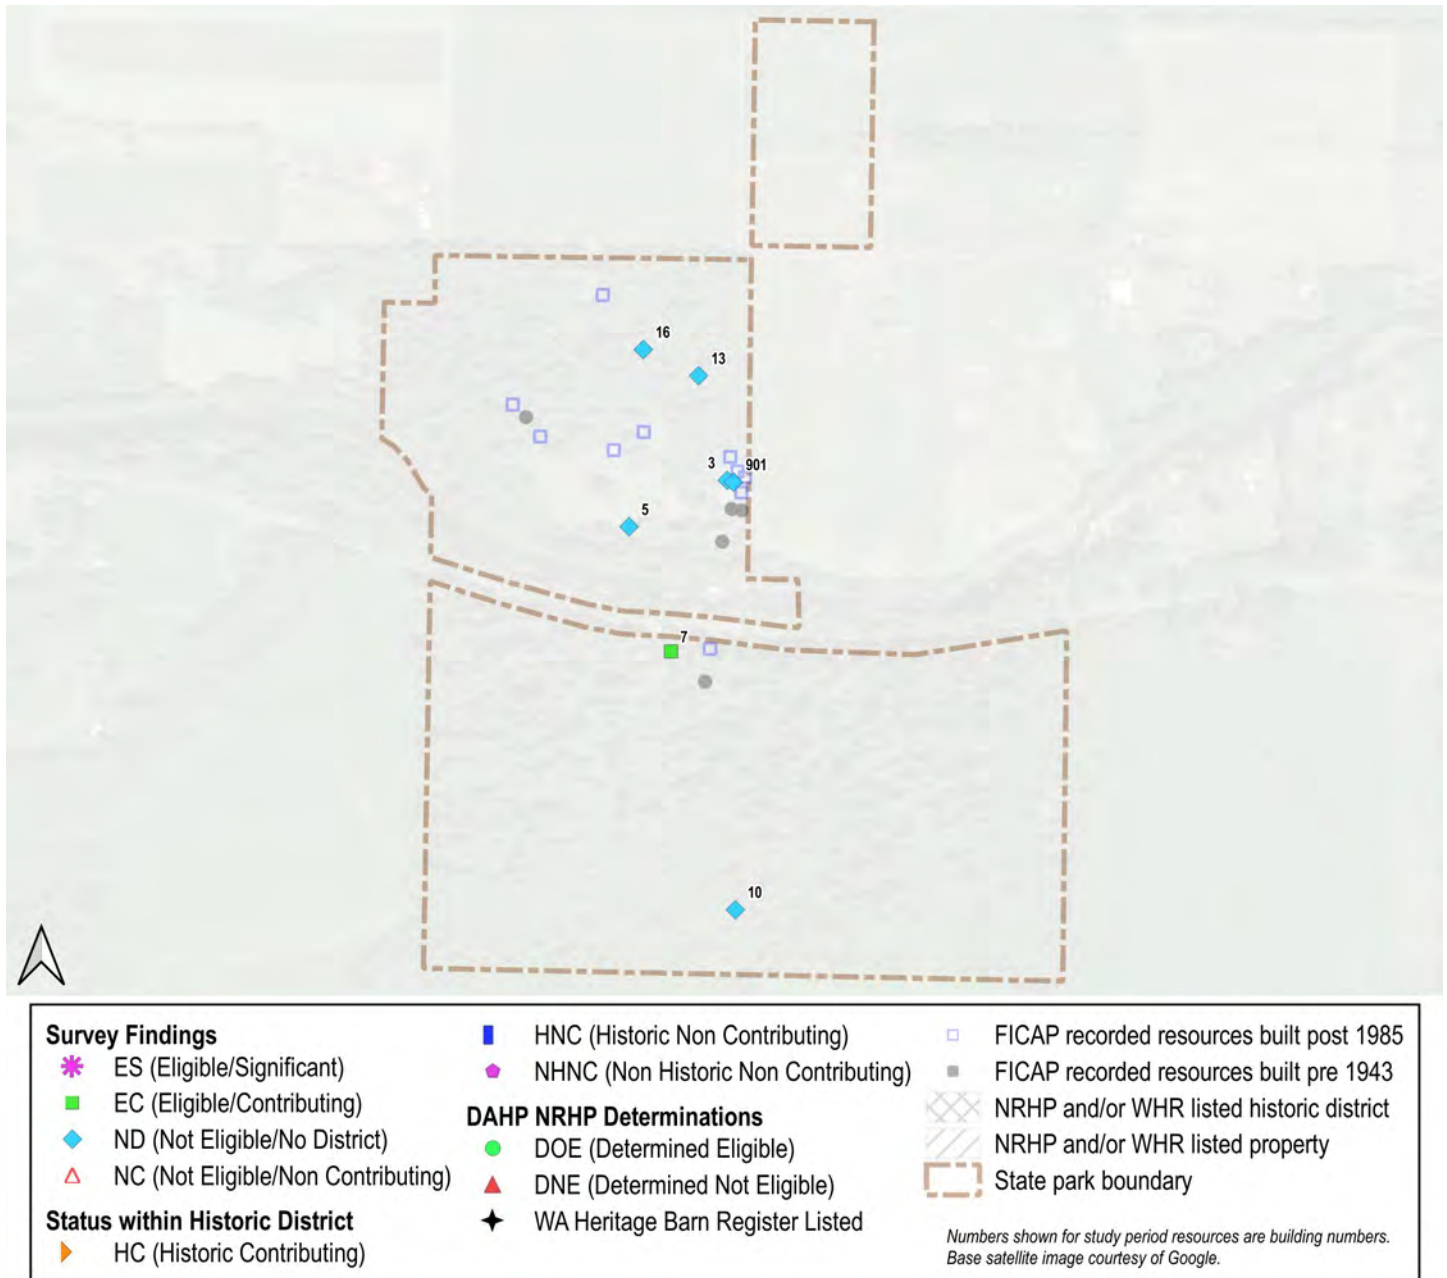 16
13
3
901
5
7
10
Survey Findings
ES (Eligible/Significant)
EC (Eligible/Contributing)
ND (Not Eligible/No District)
NC (Not Eligible/Non Contributing)
Status within Historic District
HC (Historic Contributing)
HNC (Historic Non Contributing)
NHNC (Non Historic Non Contributing)
DAHP NRHP Determinations
DOE (Determined Eligible)
DNE (Determined Not Eligible)
WA Heritage Barn Register Listed
FICAP recorded resources built post 1985
FICAP recorded resources built pre 1943
NRHP and/or WHR listed historic district
NRHP and/or WHR listed property
State park boundary
Numbers shown for study period resources are building numbers.
Base satellite image courtesy of Google.